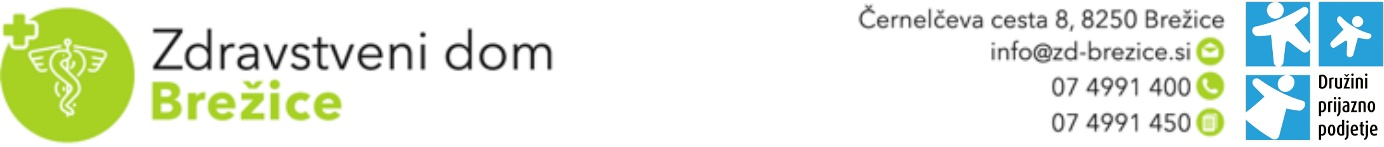 Zdravstveni dom
Brežice
Černelčeva cesta 8, 8250 Brežice
info@zd-brezice.si
07 4991 400
07 4991 450
Družini
prijazno
podjetje